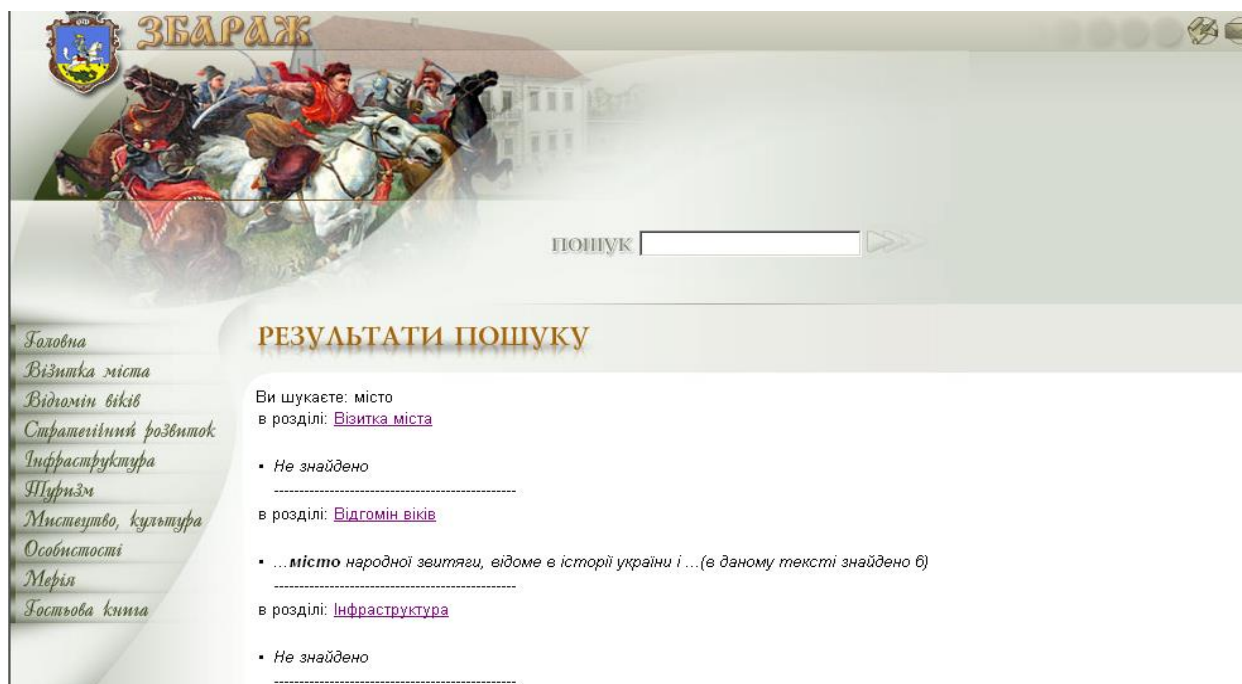 ЗБАРАЖ
пошук
Головна
Візитка міста
Відгомін віків
Стратегічний розвиток
Інфраструктура
Туризм
Мистецтво, культура
Особистості
Мерія
Гостьова книга
РЕЗУЛЬТАТИ ПОШУКУ
Ви шукаєте: місто
в розділі: Візитка міста
▪ Не знайдено
-------------------------------------------------
в розділі: Відгомін віків
▪ ...місто народної звитяги, відоме в історії україни і ...(в даному тексті знайдено 6)
-------------------------------------------------
в розділі: Інфраструктура
▪ Не знайдено
-------------------------------------------------